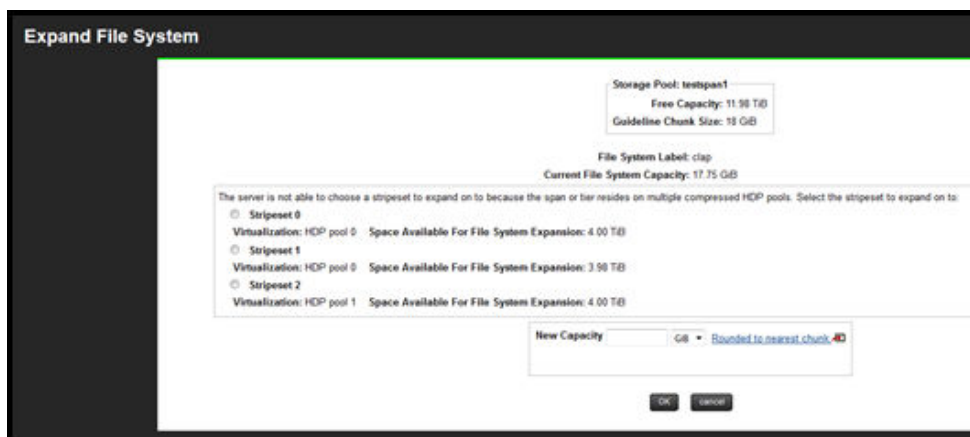 Expand File System
Storage Pool: testspan1
Free Capacity: 11.98 TiB
Guideline Chunk Size: 18 GiB
File System Label: clap
Current File System Capacity: 17.75 GiB
The server is not able to choose a stripeset to expand on to because the span or tier resides on multiple compressed HDP pools. Select the stripeset to expand on to:
Stripeset 0
Virtualization: HDP pool 0 Space Available For File System Expansion: 4.00 TiB
Stripeset 1
Virtualization: HDP pool 0 Space Available For File System Expansion: 3.98 TiB
Stripeset 2
Virtualization: HDP pool 1 Space Available For File System Expansion: 4.00 TiB
New Capacity GiB Rounded to nearest chunk
OK cancel